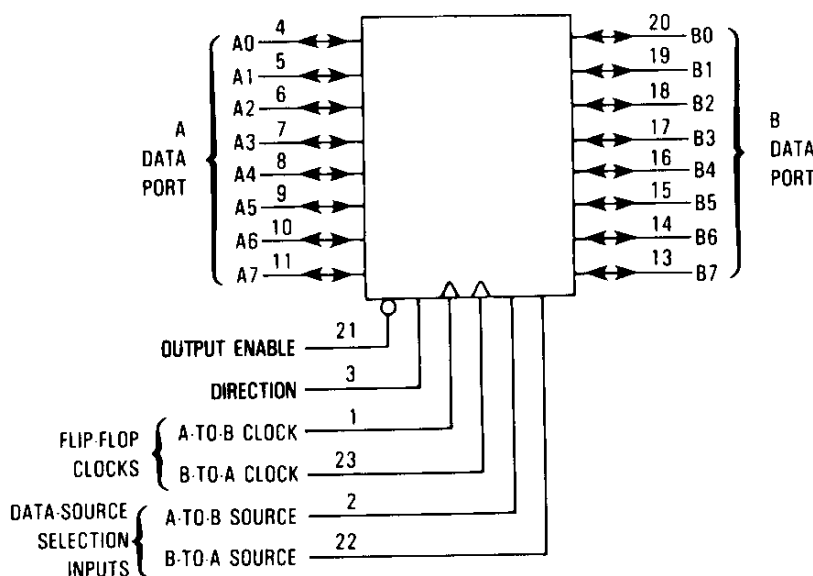 A
DATA
PORT
A0 4
A1 5
A2 6
A3 7
A4 8
A5 9
A6 10
A7 11
20 B0
19 B1
18 B2
17 B3
16 B4
15 B5
14 B6
13 B7
B
DATA
PORT
OUTPUT ENABLE 21
DIRECTION 3
FLIP-FLOP
CLOCKS
A-TO-B CLOCK 1
B-TO-A CLOCK 23
DATA-SOURCE
SELECTION
INPUTS
A-TO-B SOURCE 2
B-TO-A SOURCE 22